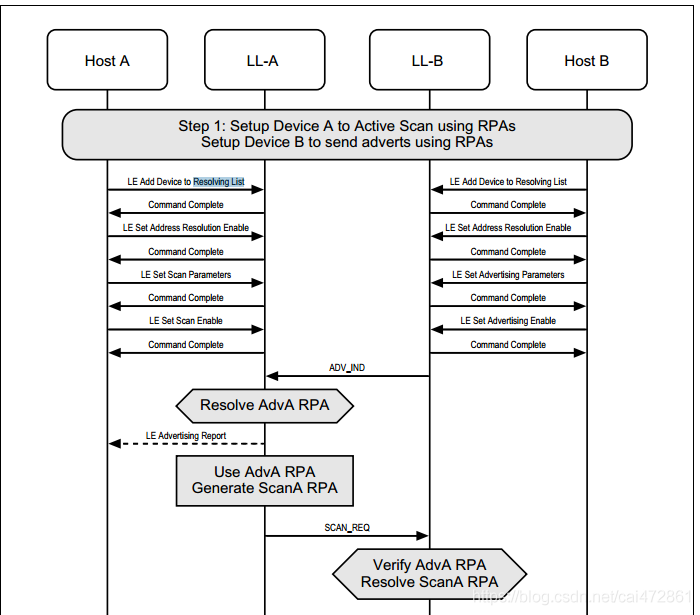 Host A
LL-A
LL-B
Host B
Step 1: Setup Device A to Active Scan using RPAs
Setup Device B to send adverts using RPAs
LE Add Device to Resolving List
LE Add Device to Resolving List
Command Complete
Command Complete
LE Set Address Resolution Enable
LE Set Address Resolution Enable
Command Complete
Command Complete
LE Set Scan Parameters
LE Set Advertising Parameters
Command Complete
Command Complete
LE Set Scan Enable
LE Set Advertising Enable
Command Complete
Command Complete
ADV_IND
Resolve AdvA RPA
LE Advertising Report
Use AdvA RPA
Generate ScanA RPA
SCAN_REQ
Verify AdvA RPA
Resolve ScanA RPA
https://blog.csdn.net/cai472861